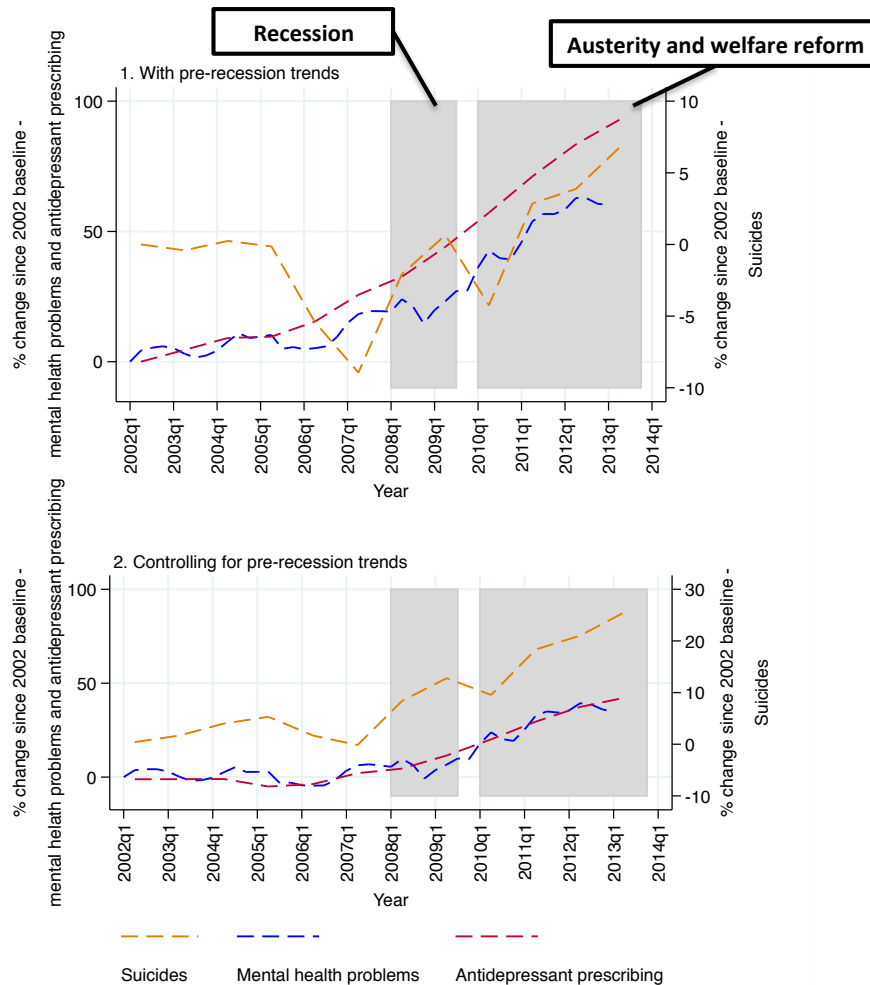 Recession
Austerity and welfare reform
1. With pre-recession trends
% change since 2002 baseline -
mental helath problems and antidepressant prescribing
100
50
0
10
5
0
-5
-10
% change since 2002 baseline -
Suicides
2002q1
2003q1
2004q1
2005q1
2006q1
2007q1
2008q1
2009q1
2010q1
2011q1
2012q1
2013q1
2014q1
Year
2. Controlling for pre-recession trends
% change since 2002 baseline -
mental helath problems and antidepressant prescribing
100
50
0
30
20
10
0
-10
% change since 2002 baseline -
Suicides
2002q1
2003q1
2004q1
2005q1
2006q1
2007q1
2008q1
2009q1
2010q1
2011q1
2012q1
2013q1
2014q1
Year
Suicides
Mental health problems
Antidepressant prescribing